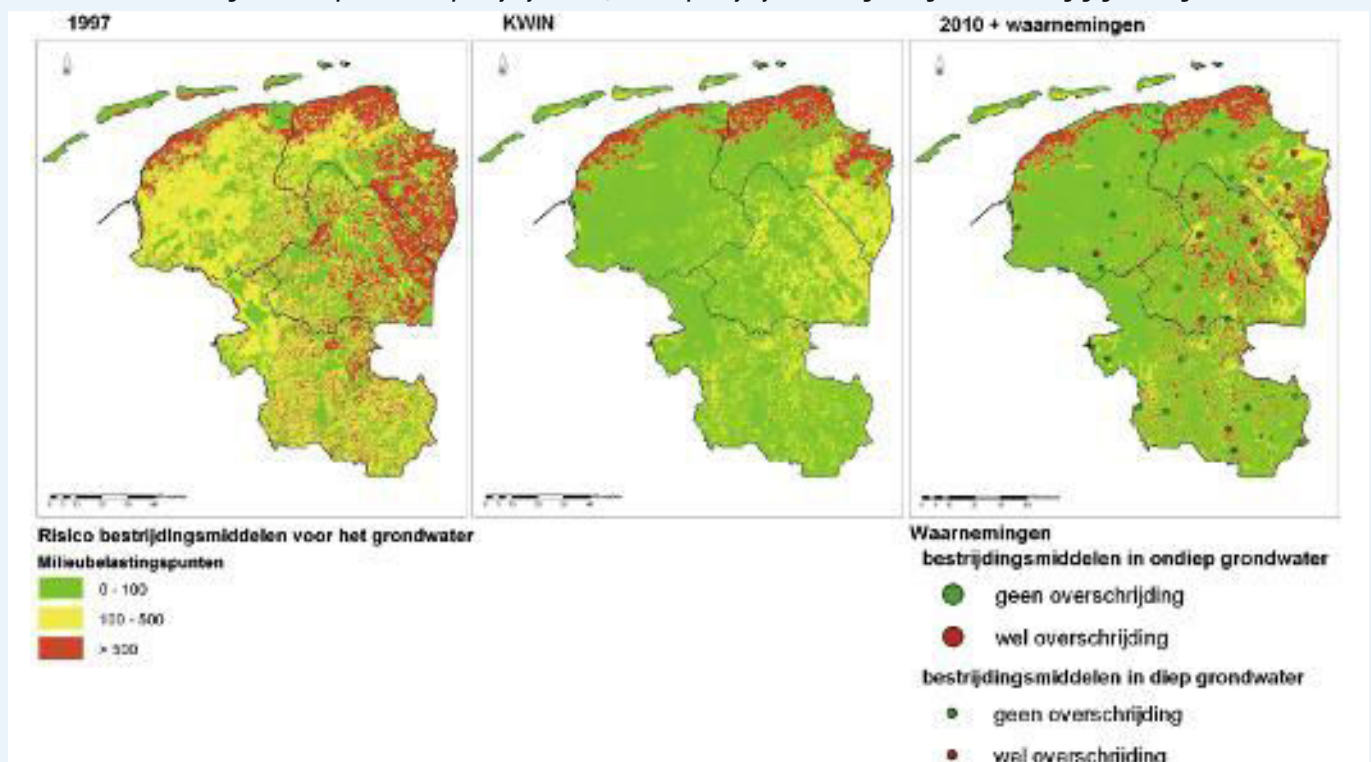 1997
KWIN
2010 + waarnemingen
Risico bestrijdingsmiddelen voor het grondwater
Milieubelastingspunten
0 - 100
100 - 500
> 500
Waarnemingen
bestrijdingsmiddelen in ondiep grondwater
geen overschrijding
wel overschrijding
bestrijdingsmiddelen in diep grondwater
geen overschrijding
wel overschrijding